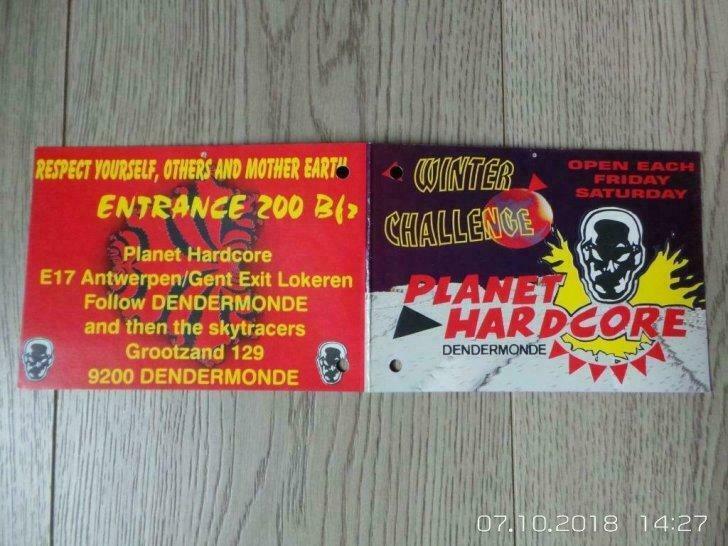 RESPECT YOURSELF, OTHERS AND MOTHER EARTH
ENTRANCE 200 Bfs
Planet Hardcore
E17 Antwerpen/Gent Exit Lokeren
Follow DENDERMONDE
and then the skytracers
Grootzand 129
9200 DENDERMONDE
WINTER
CHALLENGE
OPEN EACH
FRIDAY
SATURDAY
PLANET
HARDCORE
DENDERMONDE
07.10.2018 14:27